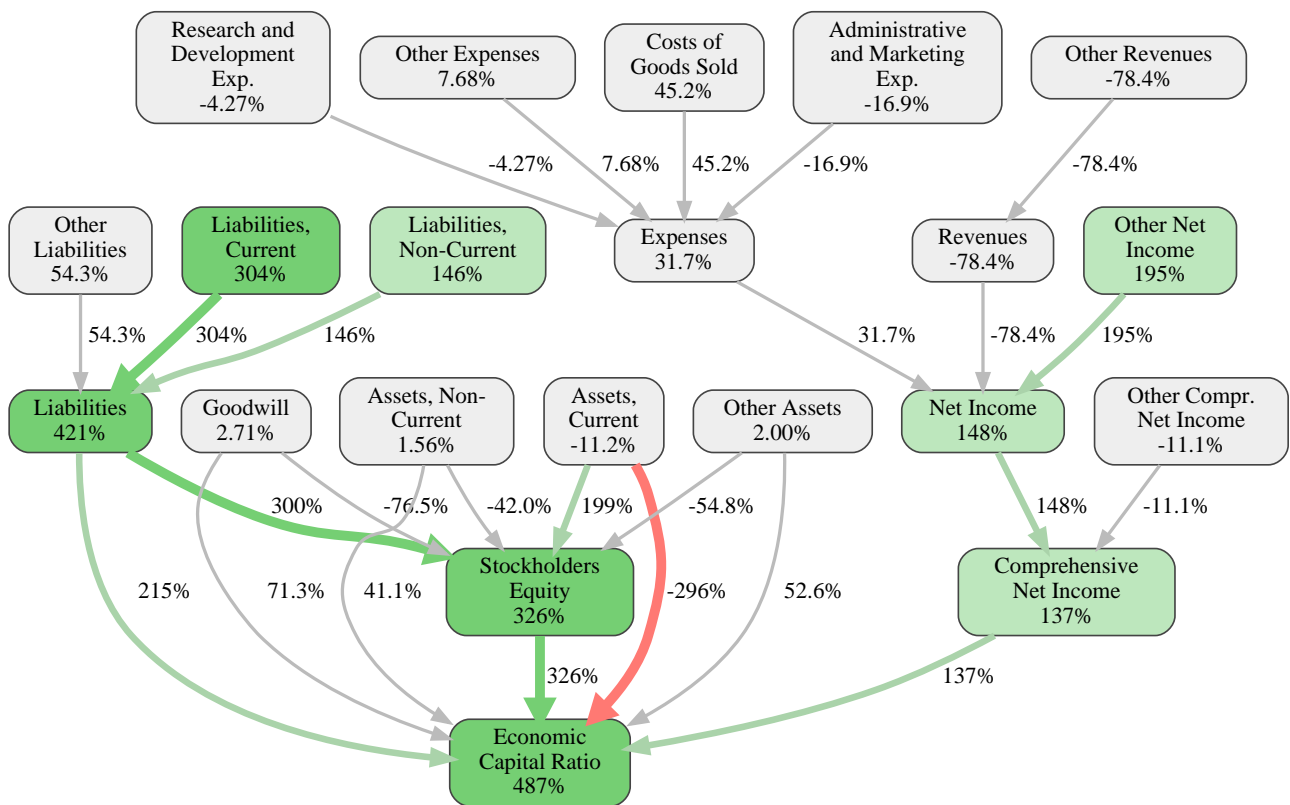 Research and
Development
Exp.
-4.27%
Other Expenses
7.68%
Costs of
Goods Sold
45.2%
Administrative
and Marketing
Exp.
-16.9%
Other Revenues
-78.4%
-4.27%
7.68%
45.2%
-16.9%
-78.4%
Other
Liabilities
54.3%
Liabilities,
Current
304%
Liabilities,
Non-Current
146%
Expenses
31.7%
Revenues
-78.4%
Other Net
Income
195%
54.3%
304%
146%
31.7%
-78.4%
195%
Liabilities
421%
Goodwill
2.71%
Assets, Non-
Current
1.56%
Assets,
Current
-11.2%
Other Assets
2.00%
Net Income
148%
Other Compr.
Net Income
-11.1%
300%
-76.5%
-42.0%
199%
-54.8%
148%
-11.1%
Stockholders
Equity
326%
Comprehensive
Net Income
137%
215%
71.3%
41.1%
-296%
52.6%
326%
137%
Economic
Capital Ratio
487%